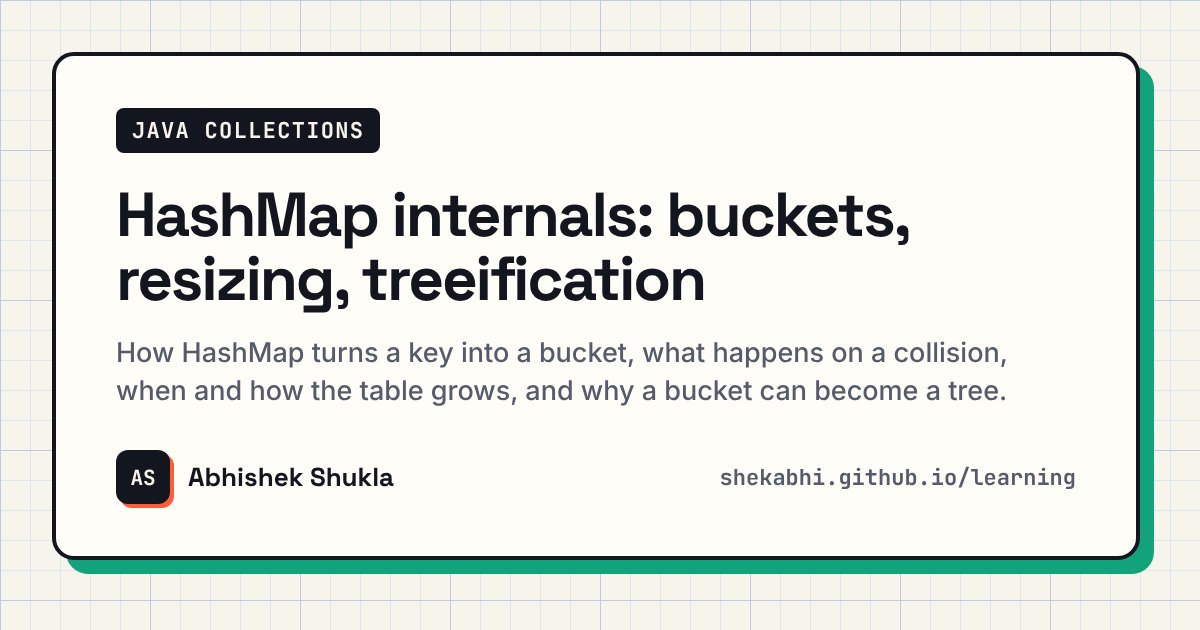 JAVA COLLECTIONS
HashMap internals: buckets,
resizing, treeification
How HashMap turns a key into a bucket, what happens on a collision,
when and how the table grows, and why a bucket can become a tree.
AS
Abhishek Shukla
shekabhi.github.io/learning